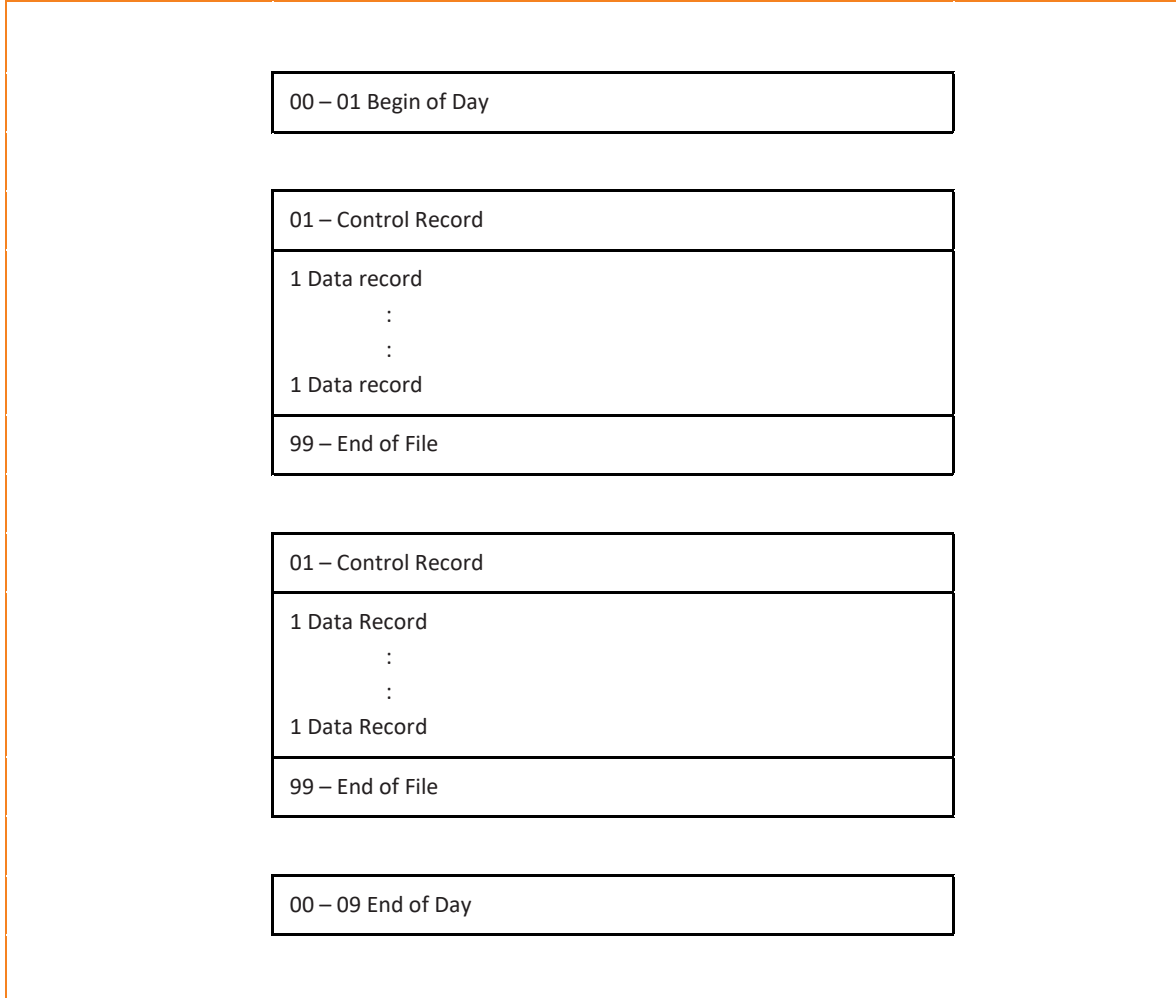 00 – 01 Begin of Day
01 – Control Record
1 Data record
:
:
1 Data record
99 – End of File
01 – Control Record
1 Data Record
:
:
1 Data Record
99 – End of File
00 – 09 End of Day